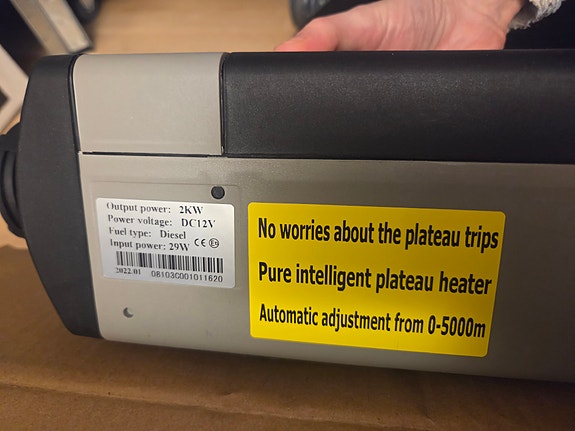 Output power: 2KW
Power voltage: DC12V
Fuel type: Diesel
Input power: 29W CE
2022.01 08103G001011620
No worries about the plateau trips
Pure intelligent plateau heater
Automatic adjustment from 0-5000m